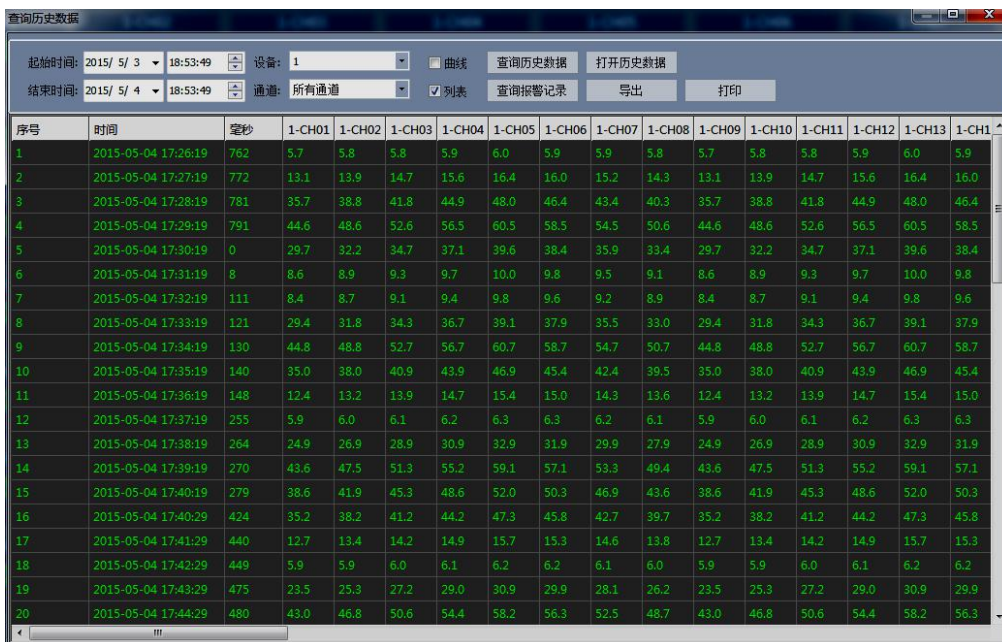 查询历史数据
起始时间: 2015/ 5/ 3 18:53:49 设备: 1 曲线 查询历史数据 打开历史数据
结束时间: 2015/ 5/ 4 18:53:49 通道: 所有通道 列表 查询报警记录 导出 打印
序号 时间 毫秒 1-CH01 1-CH02 1-CH03 1-CH04 1-CH05 1-CH06 1-CH07 1-CH08 1-CH09 1-CH10 1-CH11 1-CH12 1-CH13 1-CH1
1 2015-05-04 17:26:19 762 5.7 5.8 5.8 5.9 6.0 5.9 5.9 5.8 5.7 5.8 5.8 5.9 6.0 5.9
2 2015-05-04 17:27:19 772 13.1 13.9 14.7 15.6 16.4 16.0 15.2 14.3 13.1 13.9 14.7 15.6 16.4 16.0
3 2015-05-04 17:28:19 781 35.7 38.8 41.8 44.9 48.0 46.4 43.4 40.3 35.7 38.8 41.8 44.9 48.0 46.4
4 2015-05-04 17:29:19 791 44.6 48.6 52.6 56.5 60.5 58.5 54.5 50.6 44.6 48.6 52.6 56.5 60.5 58.5
5 2015-05-04 17:30:19 0 29.7 32.2 34.7 37.1 39.6 38.4 35.9 33.4 29.7 32.2 34.7 37.1 39.6 38.4
6 2015-05-04 17:31:19 8 8.6 8.9 9.3 9.7 10.0 9.8 9.5 9.1 8.6 8.9 9.3 9.7 10.0 9.8
7 2015-05-04 17:32:19 111 8.4 8.7 9.1 9.4 9.8 9.6 9.2 8.9 8.4 8.7 9.1 9.4 9.8 9.6
8 2015-05-04 17:33:19 121 29.4 31.8 34.3 36.7 39.1 37.9 35.5 33.0 29.4 31.8 34.3 36.7 39.1 37.9
9 2015-05-04 17:34:19 130 44.8 48.8 52.7 56.7 60.7 58.7 54.7 50.7 44.8 48.8 52.7 56.7 60.7 58.7
10 2015-05-04 17:35:19 140 35.0 38.0 40.9 43.9 46.9 45.4 42.4 39.5 35.0 38.0 40.9 43.9 46.9 45.4
11 2015-05-04 17:36:19 148 12.4 13.2 13.9 14.7 15.4 15.0 14.3 13.6 12.4 13.2 13.9 14.7 15.4 15.0
12 2015-05-04 17:37:19 255 5.9 6.0 6.1 6.2 6.3 6.3 6.2 6.1 5.9 6.0 6.1 6.2 6.3 6.3
13 2015-05-04 17:38:19 264 24.9 26.9 28.9 30.9 32.9 31.9 29.9 27.9 24.9 26.9 28.9 30.9 32.9 31.9
14 2015-05-04 17:39:19 270 43.6 47.5 51.3 55.2 59.1 57.1 53.3 49.4 43.6 47.5 51.3 55.2 59.1 57.1
15 2015-05-04 17:40:19 279 38.6 41.9 45.3 48.6 52.0 50.3 46.9 43.6 38.6 41.9 45.3 48.6 52.0 50.3
16 2015-05-04 17:40:29 424 35.2 38.2 41.2 44.2 47.3 45.8 42.7 39.7 35.2 38.2 41.2 44.2 47.3 45.8
17 2015-05-04 17:41:29 440 12.7 13.4 14.2 14.9 15.7 15.3 14.6 13.8 12.7 13.4 14.2 14.9 15.7 15.3
18 2015-05-04 17:42:29 449 5.9 5.9 6.0 6.1 6.2 6.2 6.1 6.0 5.9 5.9 6.0 6.1 6.2 6.2
19 2015-05-04 17:43:29 475 23.5 25.3 27.2 29.0 30.9 29.9 28.1 26.2 23.5 25.3 27.2 29.0 30.9 29.9
20 2015-05-04 17:44:29 480 43.0 46.8 50.6 54.4 58.2 56.3 52.5 48.7 43.0 46.8 50.6 54.4 58.2 56.3